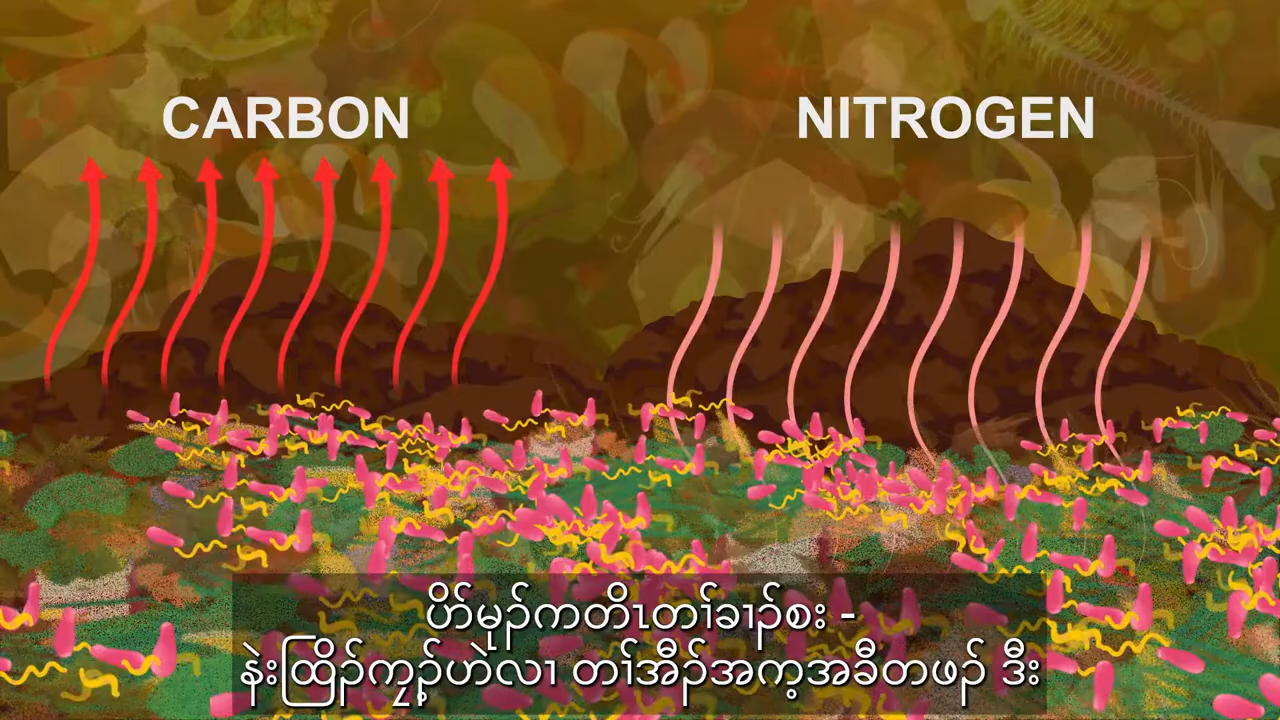 CARBON
NITROGEN
ပိာ်မုၣ်ကတိၤတၢ်ခၢၣ်စး -
နဲးထြိၣ်ကၠၣ့်ဟဲလၢ တၢ်အီၣ်အက့အခီတဖၣ် ဒီး